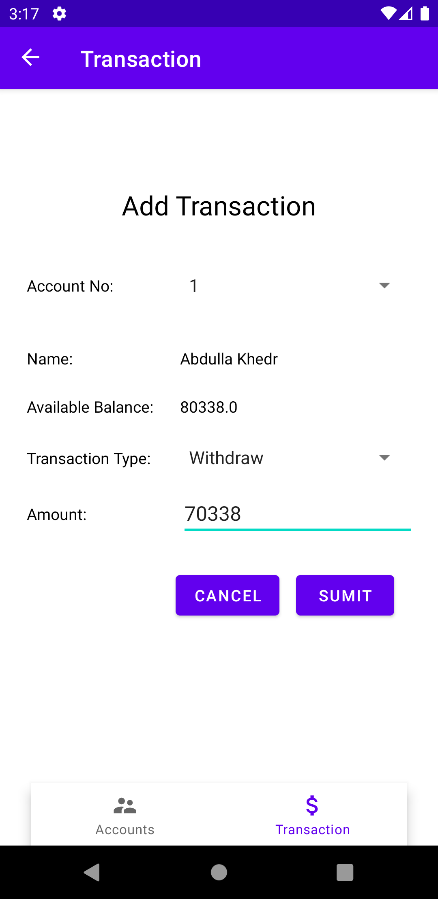 3:17
Transaction
Add Transaction
Account No: 1
Name: Abdulla Khedr
Available Balance: 80338.0
Transaction Type: Withdraw
Amount: 70338
CANCEL SUMIT
Accounts Transaction